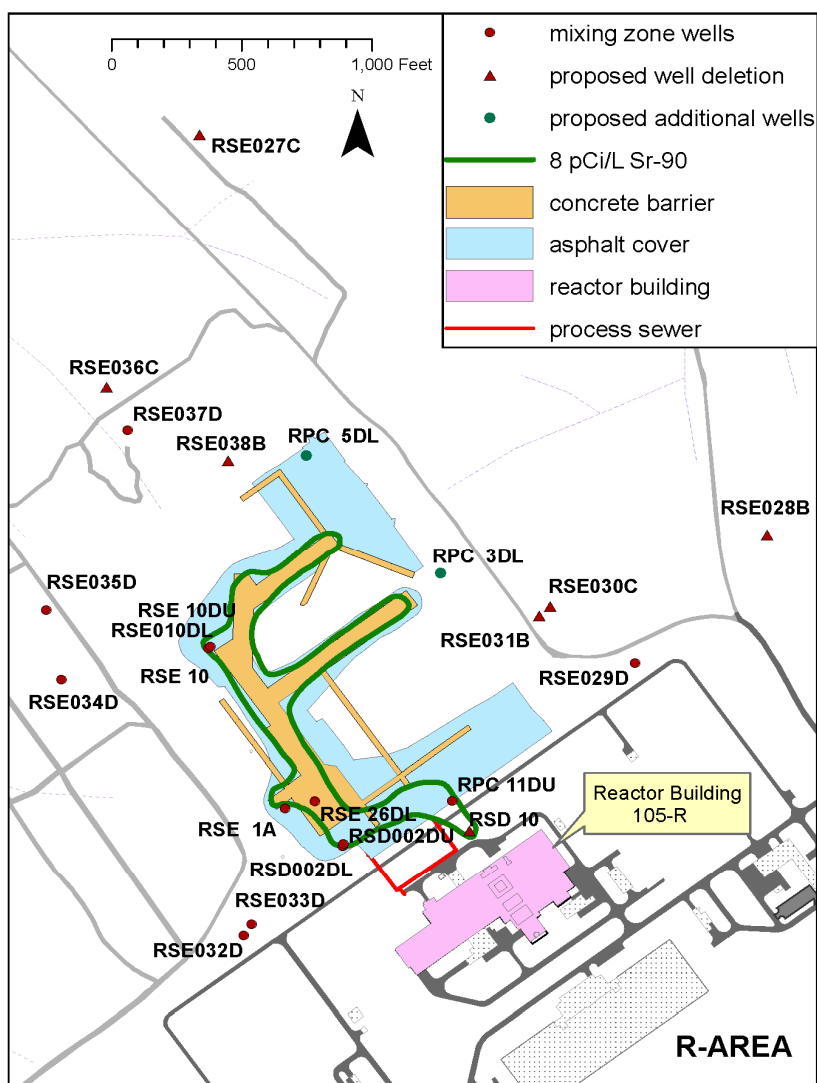 0 500 1,000 Feet
N
mixing zone wells
proposed well deletion
proposed additional wells
8 pCi/L Sr-90
concrete barrier
asphalt cover
reactor building
process sewer
RSE027C
RSE036C
RSE037D
RSE038B
RPC 5DL
RSE028B
RPC 3DL
RSE035D
RSE030C
RSE 10DU
RSE010DL
RSE031B
RSE 10
RSE029D
RSE034D
Reactor Building
105-R
RPC 11DU
RSE 26DL
RSD 10
RSE 1A
RSD002DU
RSD002DL
RSE033D
RSE032D
R-AREA